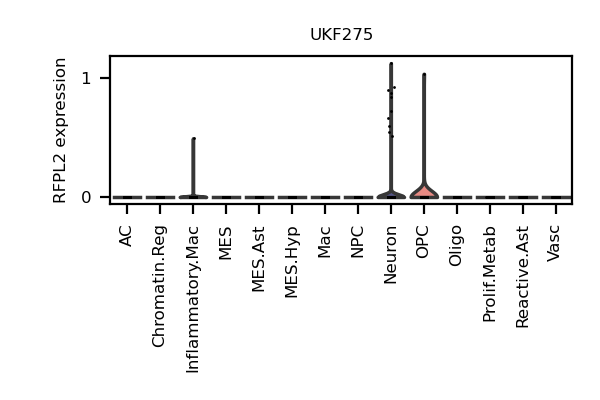 UKF275
RFPL2 expression
1
0
AC
Chromatin.Reg
Inflammatory.Mac
MES
MES.Ast
MES.Hyp
Mac
NPC
Neuron
OPC
Oligo
Prolif.Metab
Reactive.Ast
Vasc